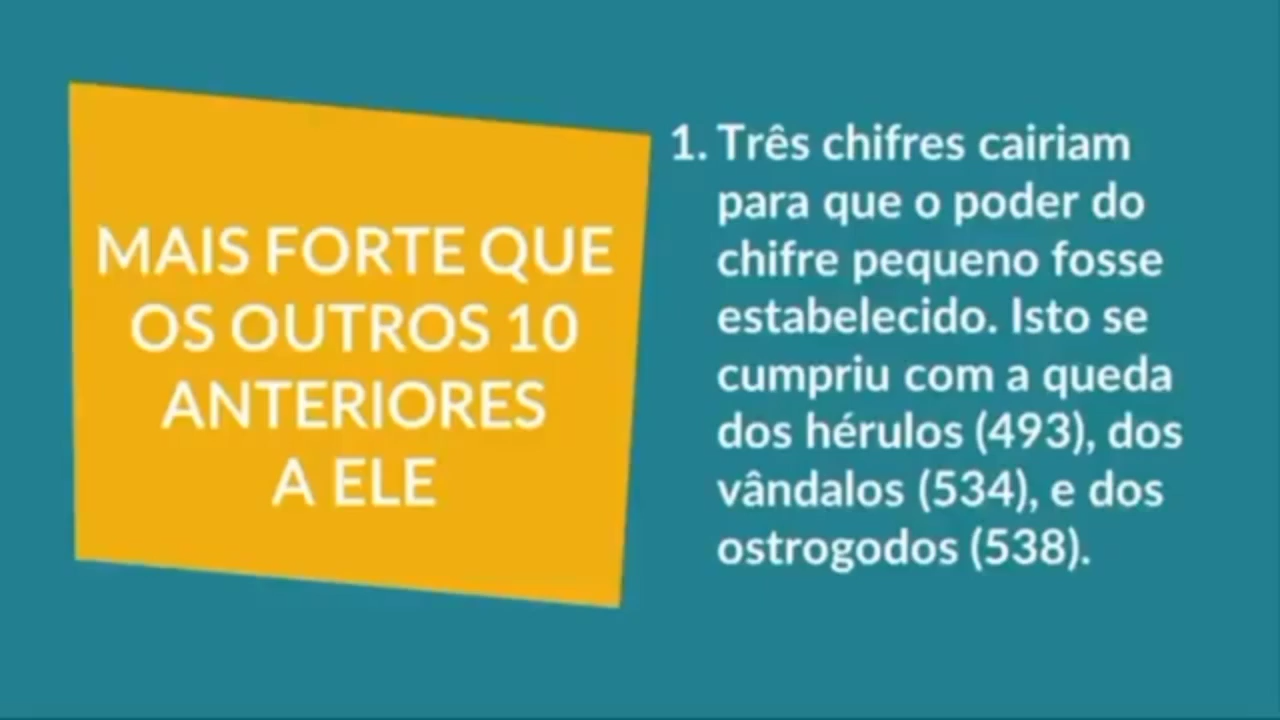 MAIS FORTE QUE
OS OUTROS 10
ANTERIORES
A ELE
1. Três chifres cairiam
para que o poder do
chifre pequeno fosse
estabelecido. Isto se
cumpriu com a queda
dos hérulos (493), dos
vândalos (534), e dos
ostrogodos (538).